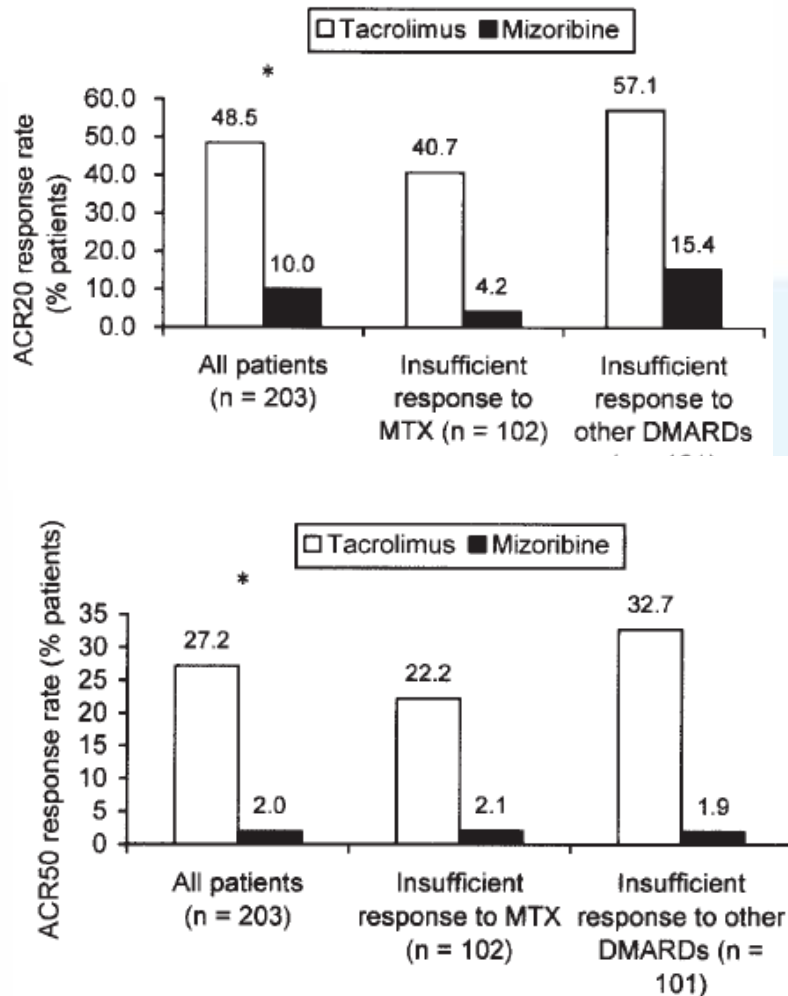 Tacrolimus Mizoribine
*
ACR20 response rate
(% patients)
60.0
50.0
40.0
30.0
20.0
10.0
0.0
48.5
10.0
40.7
4.2
57.1
15.4
All patients
(n = 203)
Insufficient
response to
MTX (n = 102)
Insufficient
response to
other DMARDs
Tacrolimus Mizoribine
*
ACR50 response rate (% patients)
35
30
25
20
15
10
5
0
27.2
2.0
22.2
2.1
32.7
1.9
All patients
(n = 203)
Insufficient
response to MTX
(n = 102)
Insufficient
response to other
DMARDs (n =
101)